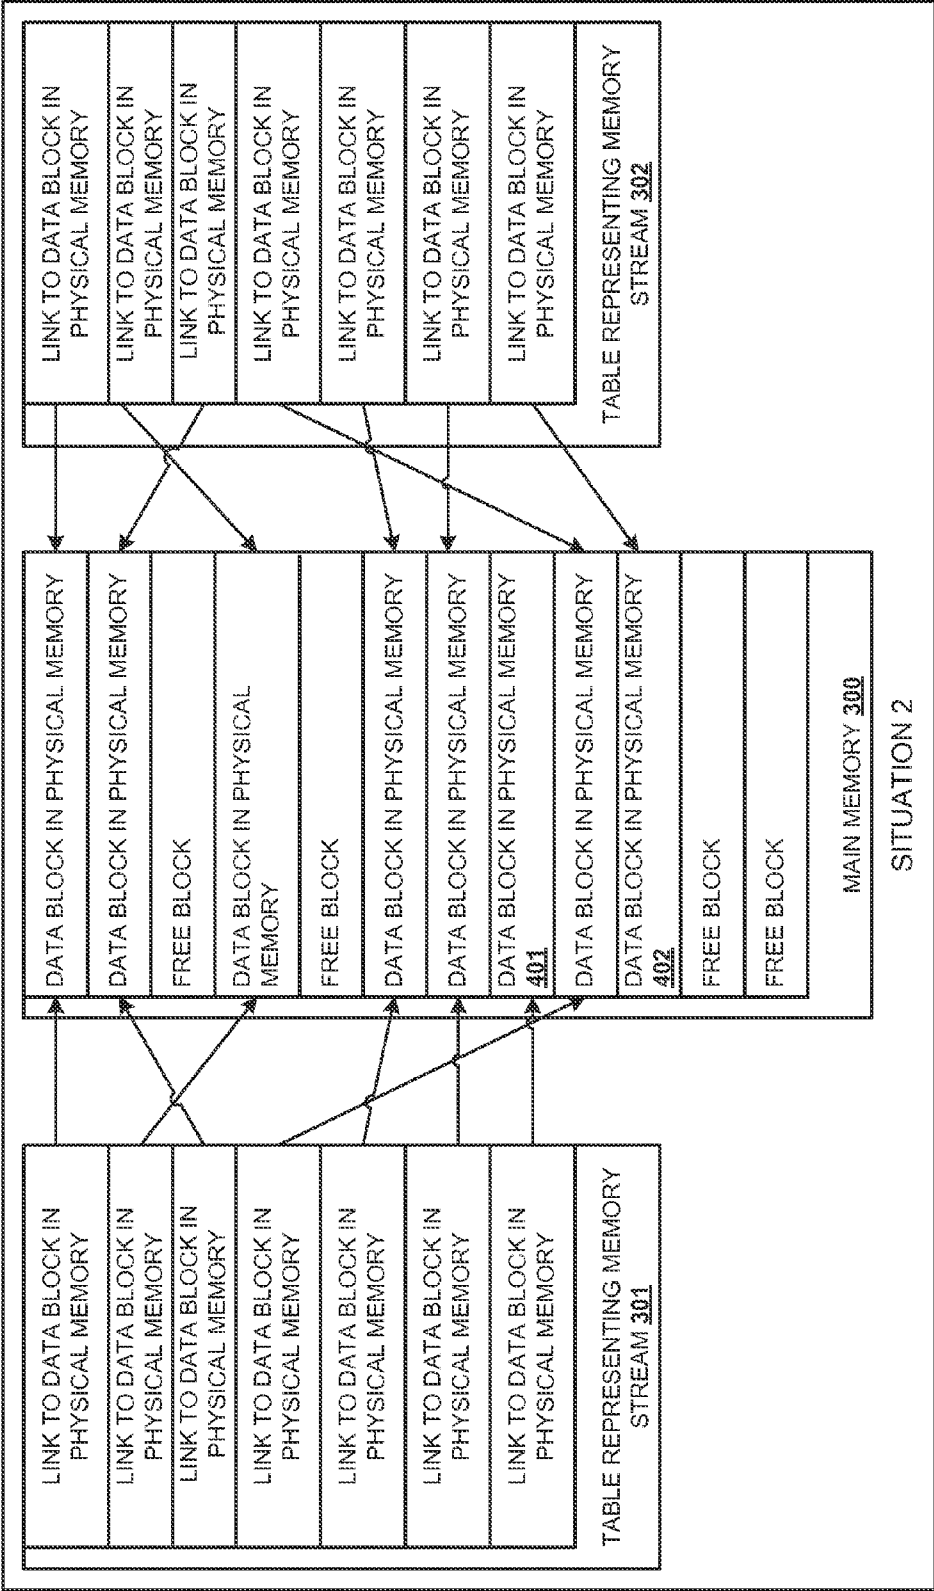 LINK TO DATA BLOCK IN
PHYSICAL MEMORY
LINK TO DATA BLOCK IN
PHYSICAL MEMORY
LINK TO DATA BLOCK IN
PHYSICAL MEMORY
LINK TO DATA BLOCK IN
PHYSICAL MEMORY
LINK TO DATA BLOCK IN
PHYSICAL MEMORY
LINK TO DATA BLOCK IN
PHYSICAL MEMORY
LINK TO DATA BLOCK IN
PHYSICAL MEMORY
TABLE REPRESENTING MEMORY
STREAM 301
DATA BLOCK IN PHYSICAL MEMORY
DATA BLOCK IN PHYSICAL MEMORY
FREE BLOCK
DATA BLOCK IN PHYSICAL
MEMORY
FREE BLOCK
DATA BLOCK IN PHYSICAL MEMORY
DATA BLOCK IN PHYSICAL MEMORY
DATA BLOCK IN PHYSICAL MEMORY
401
DATA BLOCK IN PHYSICAL MEMORY
DATA BLOCK IN PHYSICAL MEMORY
402
FREE BLOCK
FREE BLOCK
MAIN MEMORY 300
LINK TO DATA BLOCK IN
PHYSICAL MEMORY
LINK TO DATA BLOCK IN
PHYSICAL MEMORY
LINK TO DATA BLOCK IN
PHYSICAL MEMORY
LINK TO DATA BLOCK IN
PHYSICAL MEMORY
LINK TO DATA BLOCK IN
PHYSICAL MEMORY
LINK TO DATA BLOCK IN
PHYSICAL MEMORY
LINK TO DATA BLOCK IN
PHYSICAL MEMORY
TABLE REPRESENTING MEMORY
STREAM 302
SITUATION 2